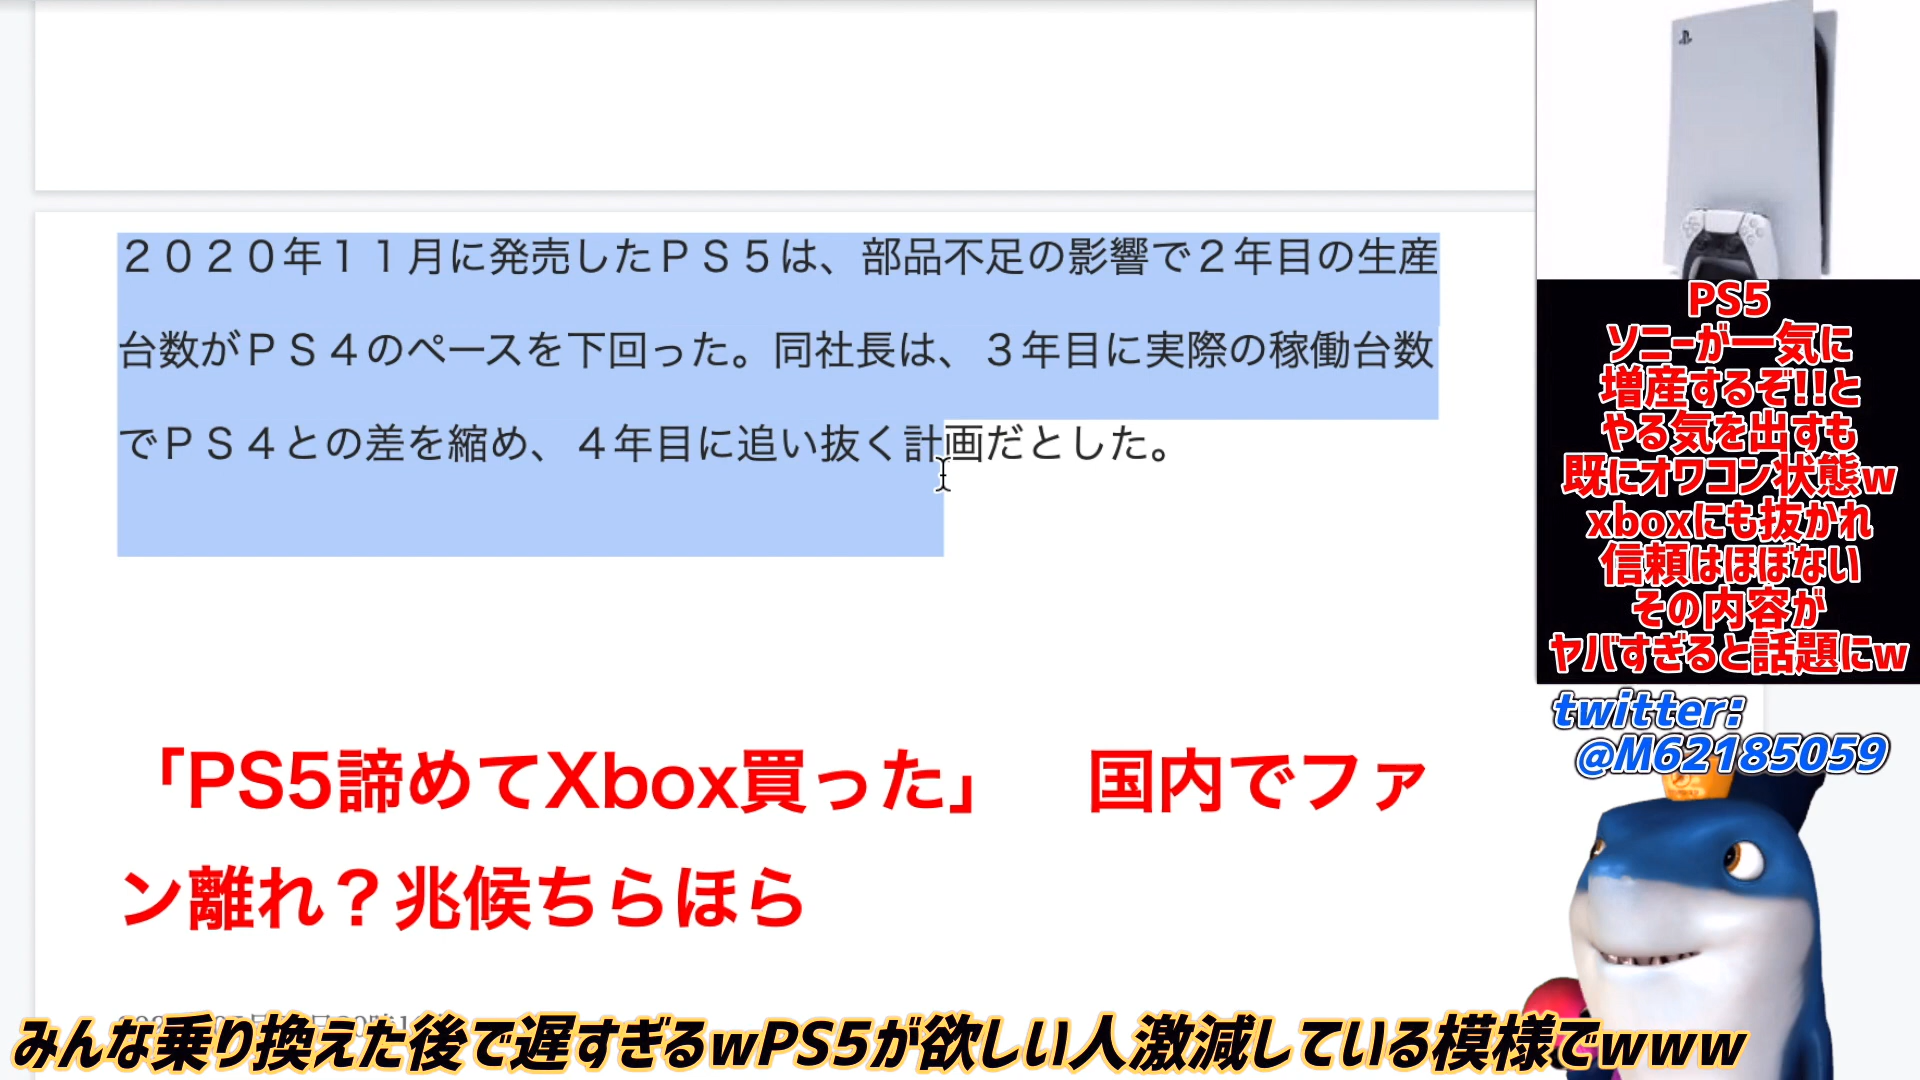 ２０２０年１１月に発売したＰＳ５は、部品不足の影響で２年目の生産
台数がＰＳ４のペースを下回った。同社長は、３年目に実際の稼働台数
でＰＳ４との差を縮め、４年目に追い抜く計画だとした。
「PS5諦めてXbox買った」　国内でファ
ン離れ？兆候ちらほら
PS5
ソニーが一気に
増産するぞ!!と
やる気を出すも
既にオワコン状態w
xboxにも抜かれ
信頼はほぼない
その内容が
ヤバすぎると話題にw
twitter:
@M62185059
みんな乗り換えた後で遅すぎるwPS5が欲しい人激減している模様でwww